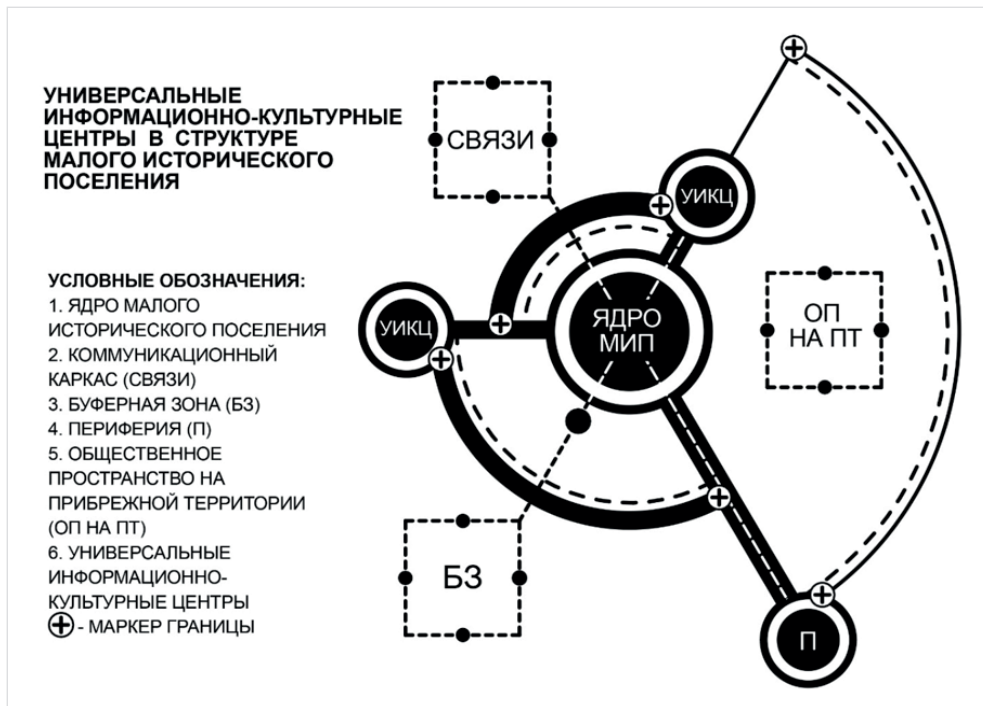 УНИВЕРСАЛЬНЫЕ
ИНФОРМАЦИОННО-КУЛЬТУРНЫЕ
ЦЕНТРЫ В СТРУКТУРЕ
МАЛОГО ИСТОРИЧЕСКОГО
ПОСЕЛЕНИЯ
УСЛОВНЫЕ ОБОЗНАЧЕНИЯ:
1. ЯДРО МАЛОГО
ИСТОРИЧЕСКОГО ПОСЕЛЕНИЯ
2. КОММУНИКАЦИОННЫЙ
КАРКАС (СВЯЗИ)
3. БУФЕРНАЯ ЗОНА (БЗ)
4. ПЕРИФЕРИЯ (П)
5. ОБЩЕСТВЕННОЕ
ПРОСТРАНСТВО НА
ПРИБРЕЖНОЙ ТЕРРИТОРИИ
(ОП НА ПТ)
6. УНИВЕРСАЛЬНЫЕ
ИНФОРМАЦИОННО-
КУЛЬТУРНЫЕ ЦЕНТРЫ
- МАРКЕР ГРАНИЦЫ
СВЯЗИ
УИКЦ
УИКЦ
ЯДРО
МИП
ОП
НА ПТ
БЗ
П